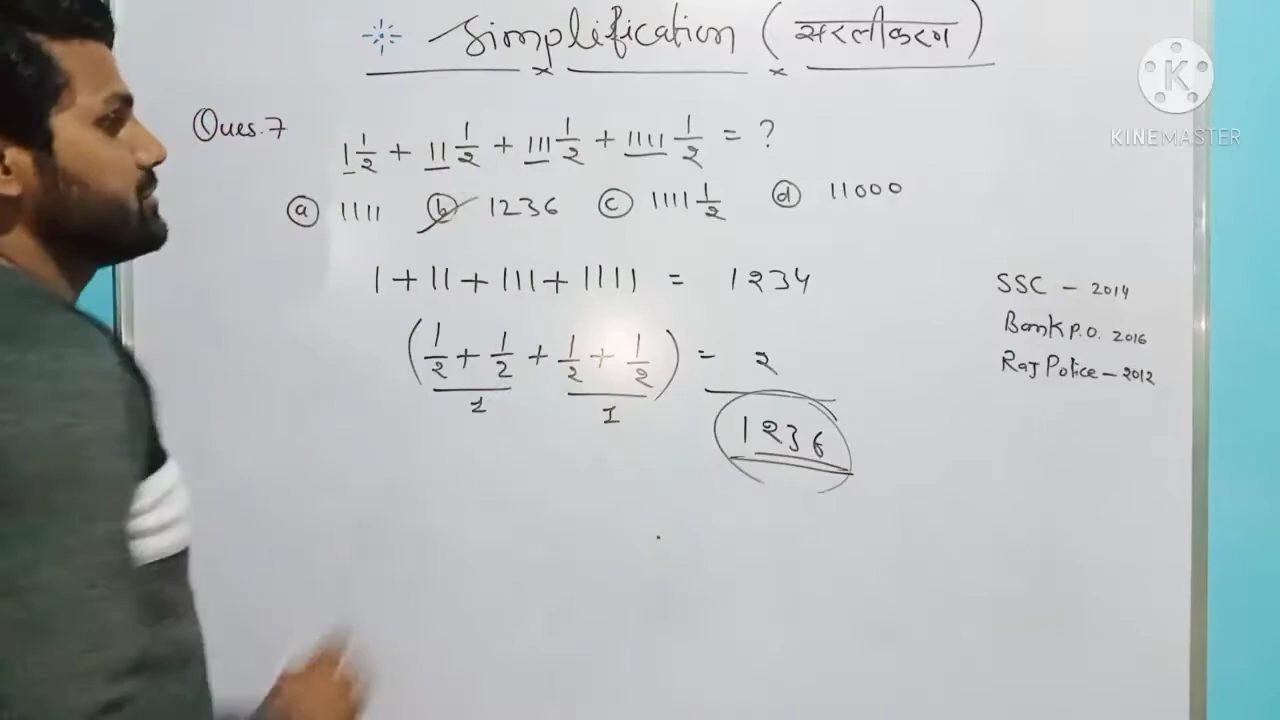 Simplification (सरलीकरण)
K
KINEMASTER
Ques.7 1 1/2 + 11 1/2 + 111 1/2 + 1111 1/2 = ?
(a) 1111 (b) 1236 (c) 1111 1/2 (d) 11000
1 + 11 + 111 + 1111 = 1234
(1/2 + 1/2 + 1/2 + 1/2) = 2
1 1
1236
SSC - 2014
Bank P.O. 2016
Raj Police - 2012